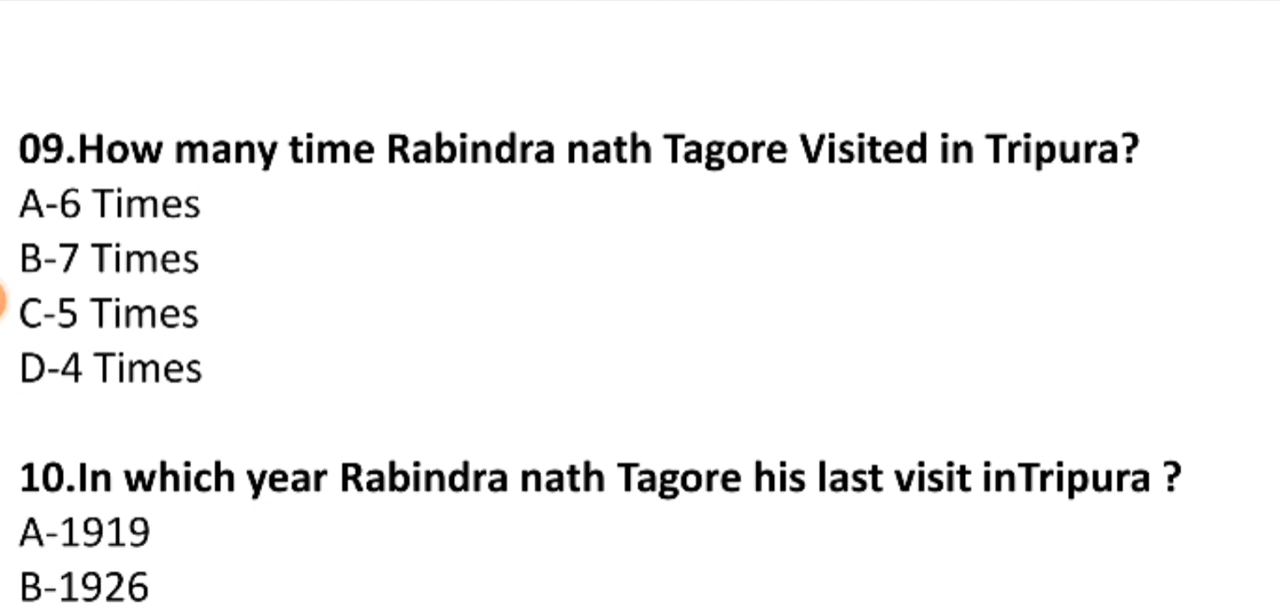 09.How many time Rabindra nath Tagore Visited in Tripura?
A-6 Times
B-7 Times
C-5 Times
D-4 Times
10.In which year Rabindra nath Tagore his last visit inTripura ?
A-1919
B-1926